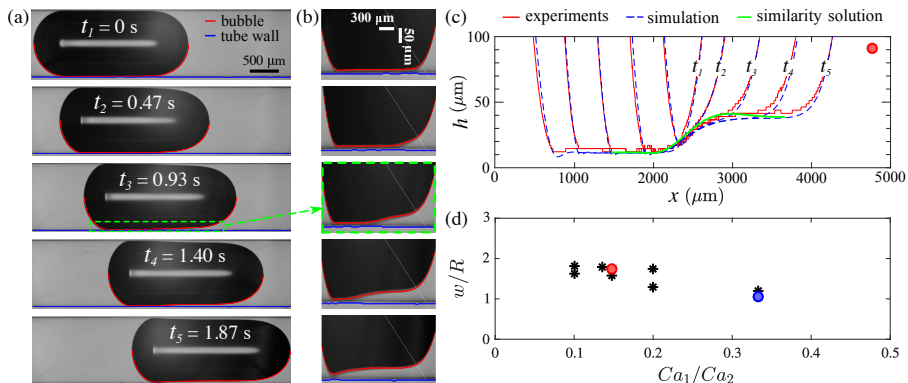 (a)
t₁ = 0 s
bubble
tube wall
500 μm
t₂ = 0.47 s
t₃ = 0.93 s
t₄ = 1.40 s
t₅ = 1.87 s
(b)
300 μm
50 μm
(c)
experiments
simulation
similarity solution
100
50
0
h (μm)
t₁
t₂
t₃
t₄
t₅
0
1000
2000
3000
4000
5000
x (μm)
(d)
3
2
1
0
w/R
0
0.1
0.2
0.3
0.4
0.5
Ca₁/Ca₂